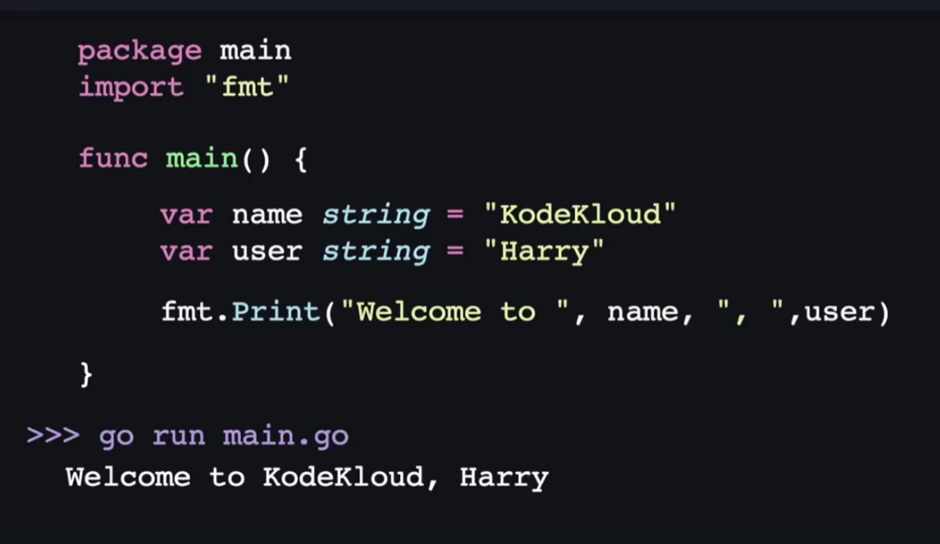 package main
import "fmt"
func main() {
var name string = "KodeKloud"
var user string = "Harry"
fmt.Print("Welcome to ", name, ", ",user)
}
>>> go run main.go
Welcome to KodeKloud, Harry